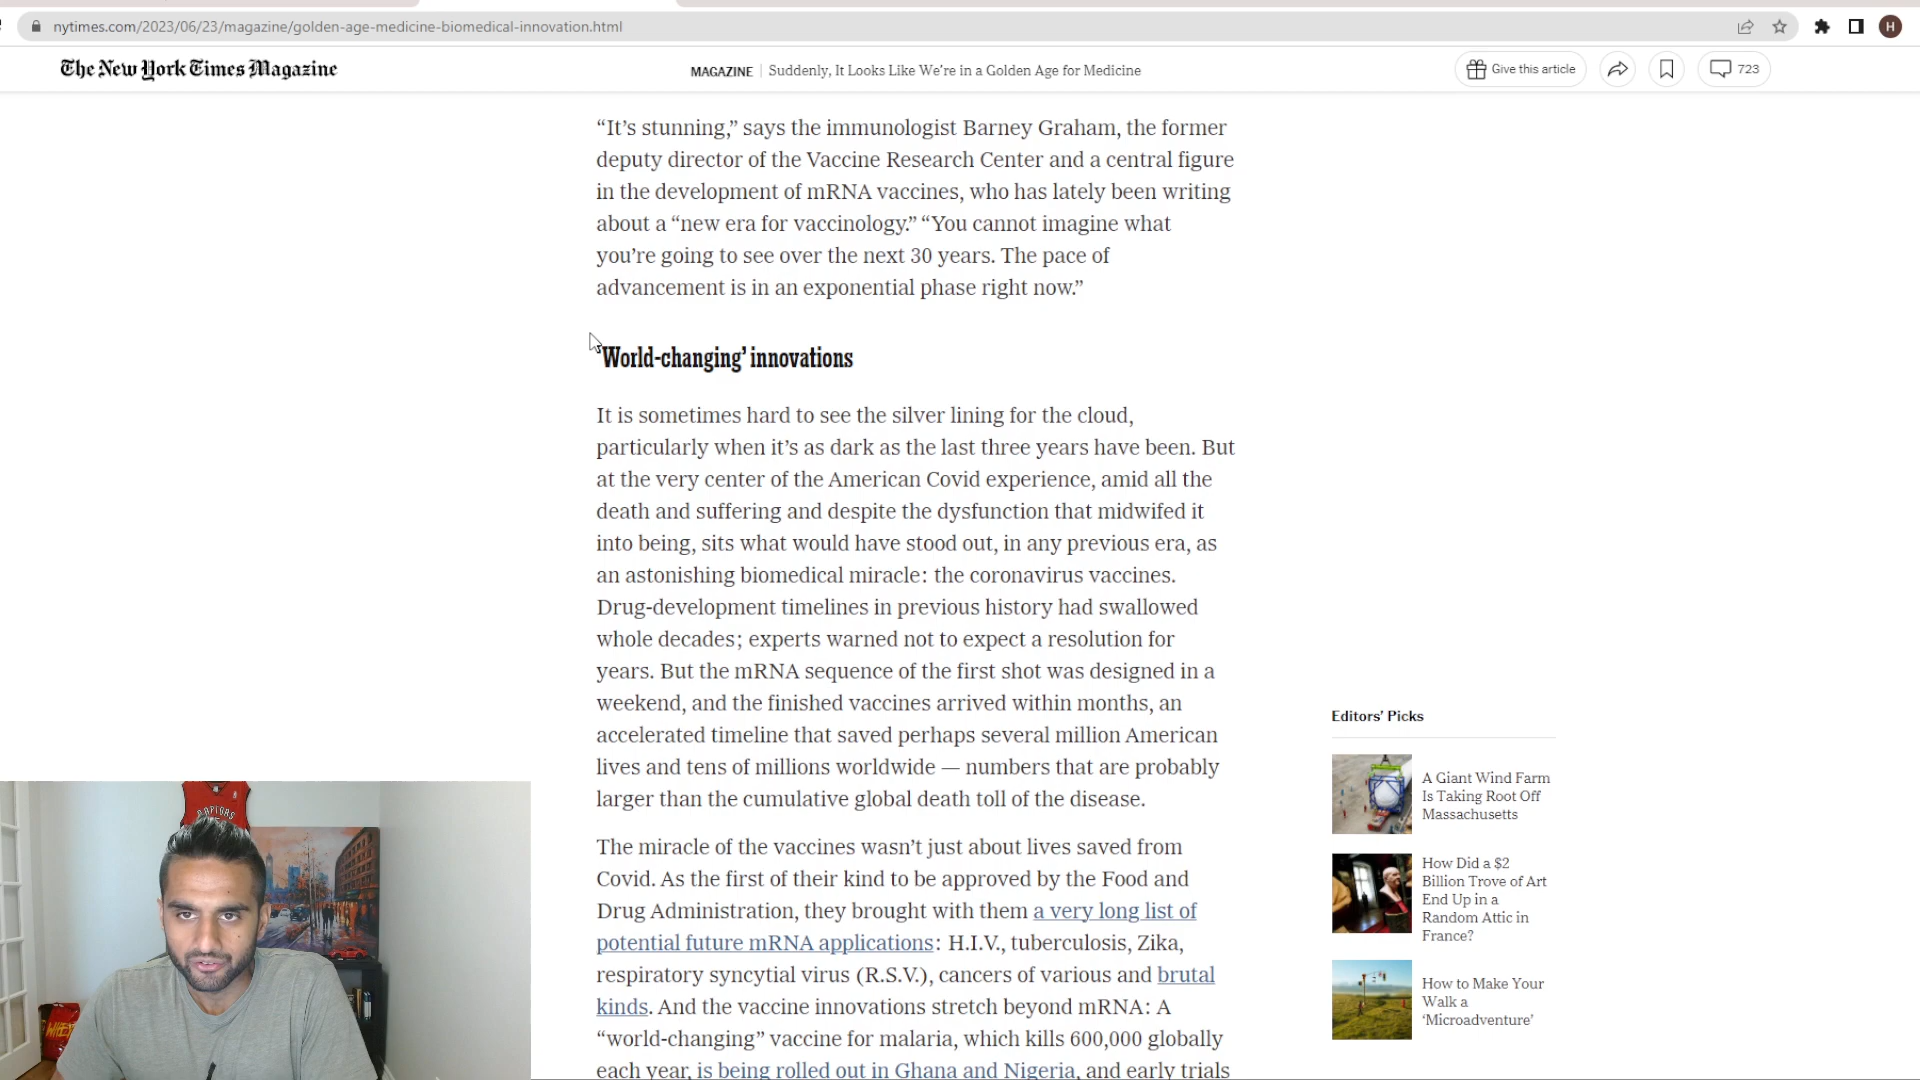 nytimes.com/2023/06/23/magazine/golden-age-medicine-biomedical-innovation.html
H
The New York Times Magazine
MAGAZINE | Suddenly, It Looks Like We’re in a Golden Age for Medicine
Give this article
723
“It’s stunning,” says the immunologist Barney Graham, the former
deputy director of the Vaccine Research Center and a central figure
in the development of mRNA vaccines, who has lately been writing
about a “new era for vaccinology.” “You cannot imagine what
you’re going to see over the next 30 years. The pace of
advancement is in an exponential phase right now.”
‘World-changing’ innovations
It is sometimes hard to see the silver lining for the cloud,
particularly when it’s as dark as the last three years have been. But
at the very center of the American Covid experience, amid all the
death and suffering and despite the dysfunction that midwifed it
into being, sits what would have stood out, in any previous era, as
an astonishing biomedical miracle: the coronavirus vaccines.
Drug-development timelines in previous history had swallowed
whole decades; experts warned not to expect a resolution for
years. But the mRNA sequence of the first shot was designed in a
weekend, and the finished vaccines arrived within months, an
accelerated timeline that saved perhaps several million American
lives and tens of millions worldwide — numbers that are probably
larger than the cumulative global death toll of the disease.
The miracle of the vaccines wasn’t just about lives saved from
Covid. As the first of their kind to be approved by the Food and
Drug Administration, they brought with them a very long list of
potential future mRNA applications: H.I.V., tuberculosis, Zika,
respiratory syncytial virus (R.S.V.), cancers of various and brutal
kinds. And the vaccine innovations stretch beyond mRNA: A
“world-changing” vaccine for malaria, which kills 600,000 globally
each year, is being rolled out in Ghana and Nigeria, and early trials
Editors’ Picks
A Giant Wind Farm
Is Taking Root Off
Massachusetts
How Did a $2
Billion Trove of Art
End Up in a
Random Attic in
France?
How to Make Your
Walk a
‘Microadventure’
RAPTORS